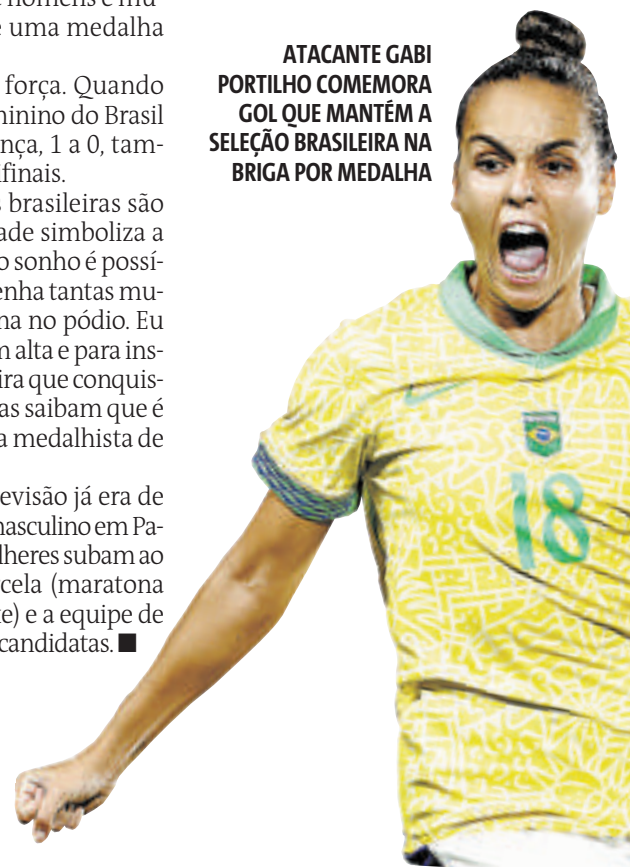 e uma medalha
força. Quando
minino do Brasil
nça, 1 a 0, tam-
finais.
s brasileiras são
ade simboliza a
o sonho é possí-
enha tantas mu-
na no pódio. Eu
m alta e para ins-
ira que conquis-
as saibam que é
a medalhista de
evisão já era de
masculino em Pa-
lheres subam ao
rcela (maratona
e) e a equipe de
candidatas. ■
ATACANTE GABI
PORTILHO COMEMORA
GOL QUE MANTÉM A
SELEÇÃO BRASILEIRA NA
BRIGA POR MEDALHA
18